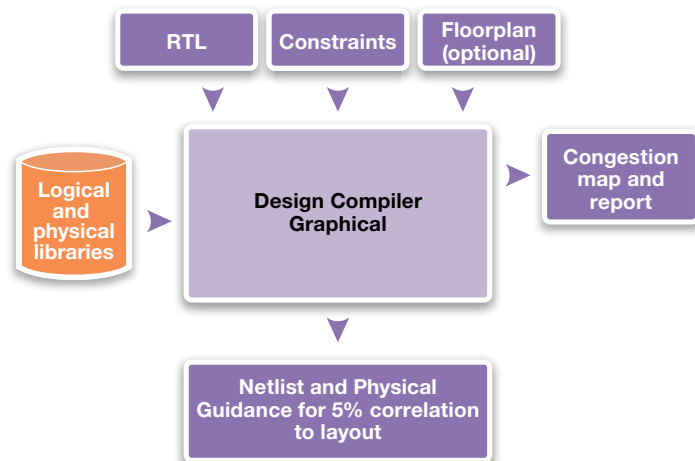 RTL
Constraints
Floorplan
(optional)
Logical
and
physical
libraries
Design Compiler
Graphical
Congestion
map and
report
Netlist and Physical
Guidance for 5% correlation
to layout